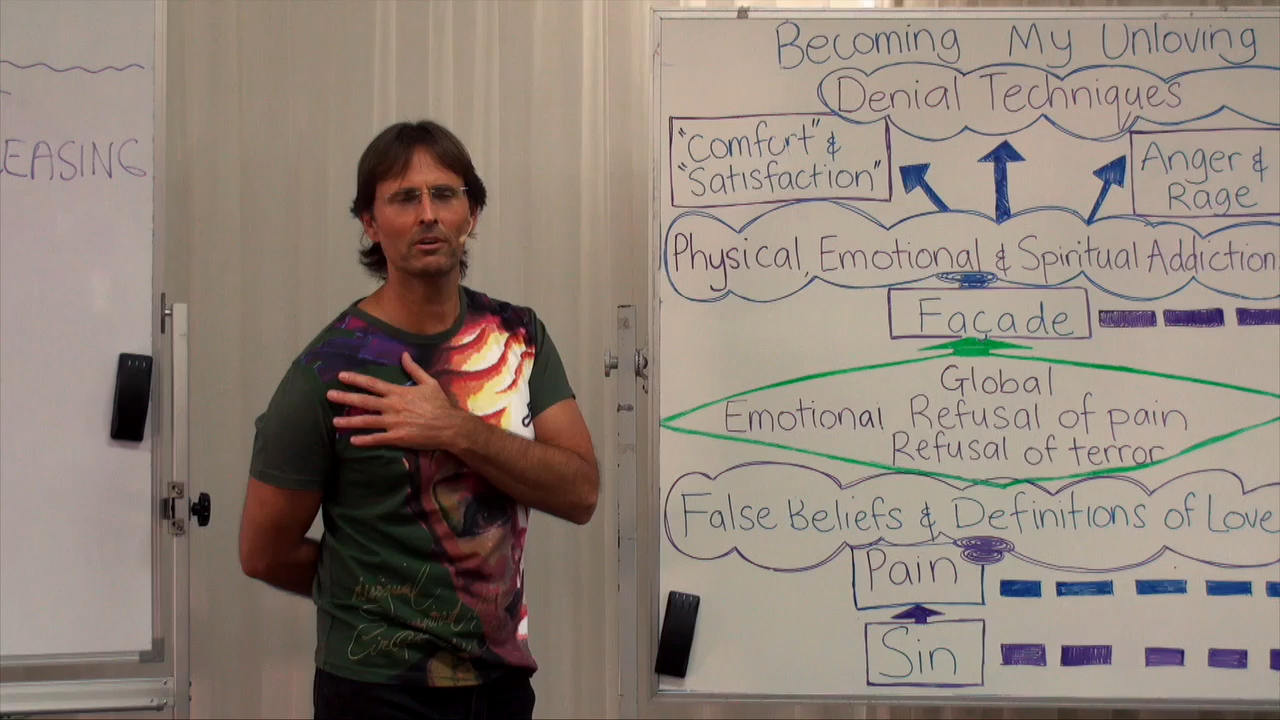 EASING
Becoming My Unloving
Denial Techniques
"Comfort" &
"Satisfaction"
Anger &
Rage
Physical, Emotional & Spiritual Addiction
Façade
Global
Emotional Refusal of pain
Refusal of terror
False Beliefs & Definitions of Love
Pain
Sin